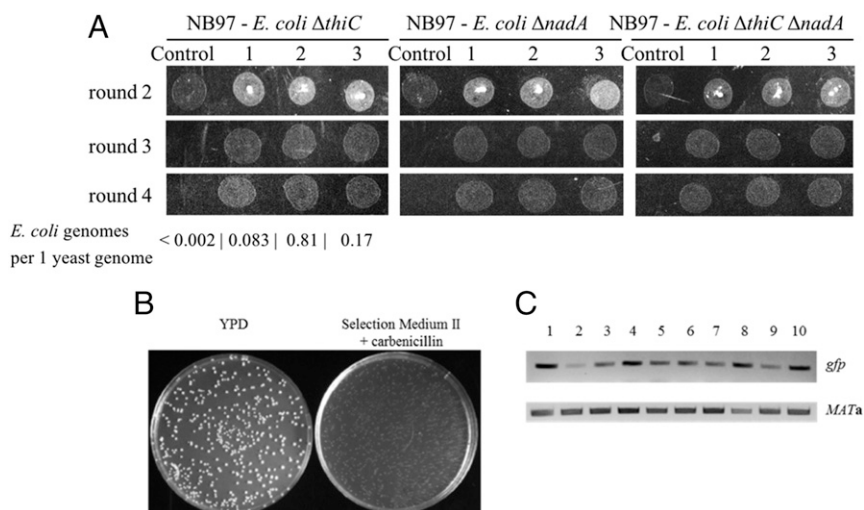 A
NB97 - E. coli ΔthiC NB97 - E. coli ΔnadA NB97 - E. coli ΔthiC ΔnadA
Control 1 2 3 Control 1 2 3 Control 1 2 3
round 2
round 3
round 4
E. coli genomes
per 1 yeast genome
< 0.002 | 0.083 | 0.81 | 0.17
B
YPD
Selection Medium II
+ carbenicillin
C
1 2 3 4 5 6 7 8 9 10
gfp
MATa